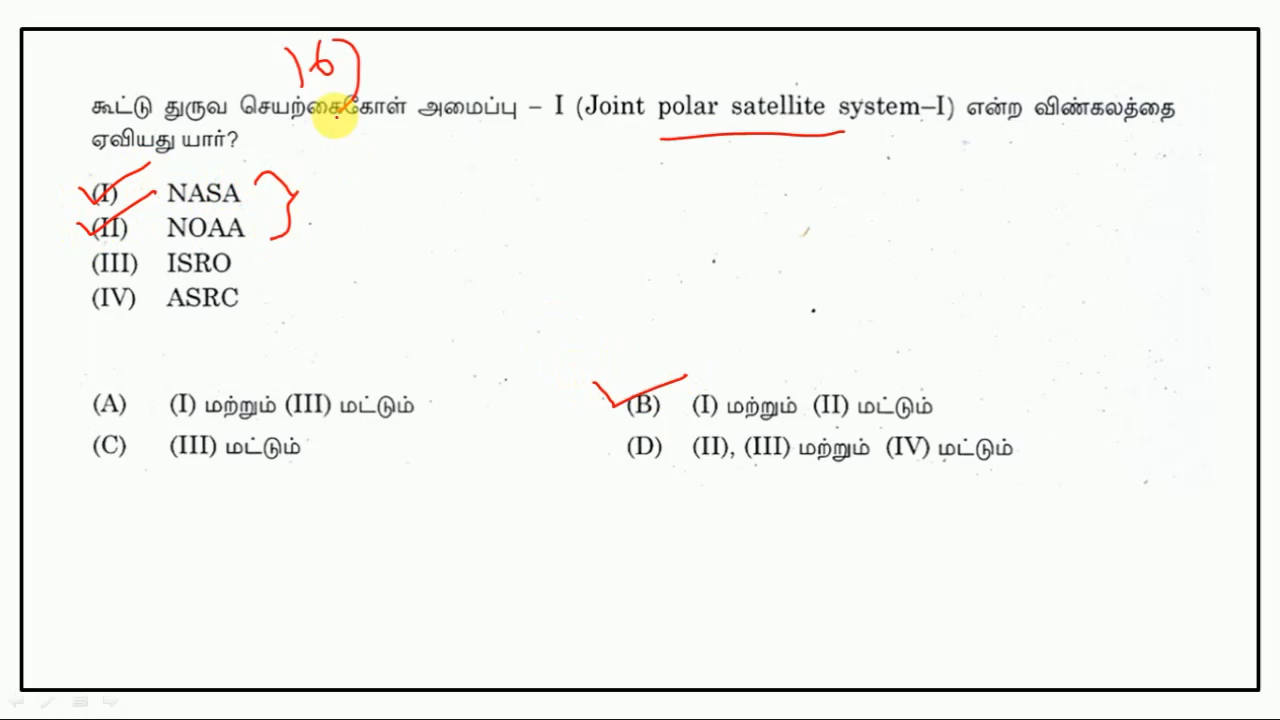 16)
கூட்டு துருவ செயற்கைகோள் அமைப்பு – I (Joint polar satellite system–I) என்ற விண்கலத்தை
ஏவியது யார்?
(I) NASA
(II) NOAA
(III) ISRO
(IV) ASRC
(A) (I) மற்றும் (III) மட்டும்
(B) (I) மற்றும் (II) மட்டும்
(C) (III) மட்டும்
(D) (II), (III) மற்றும் (IV) மட்டும்